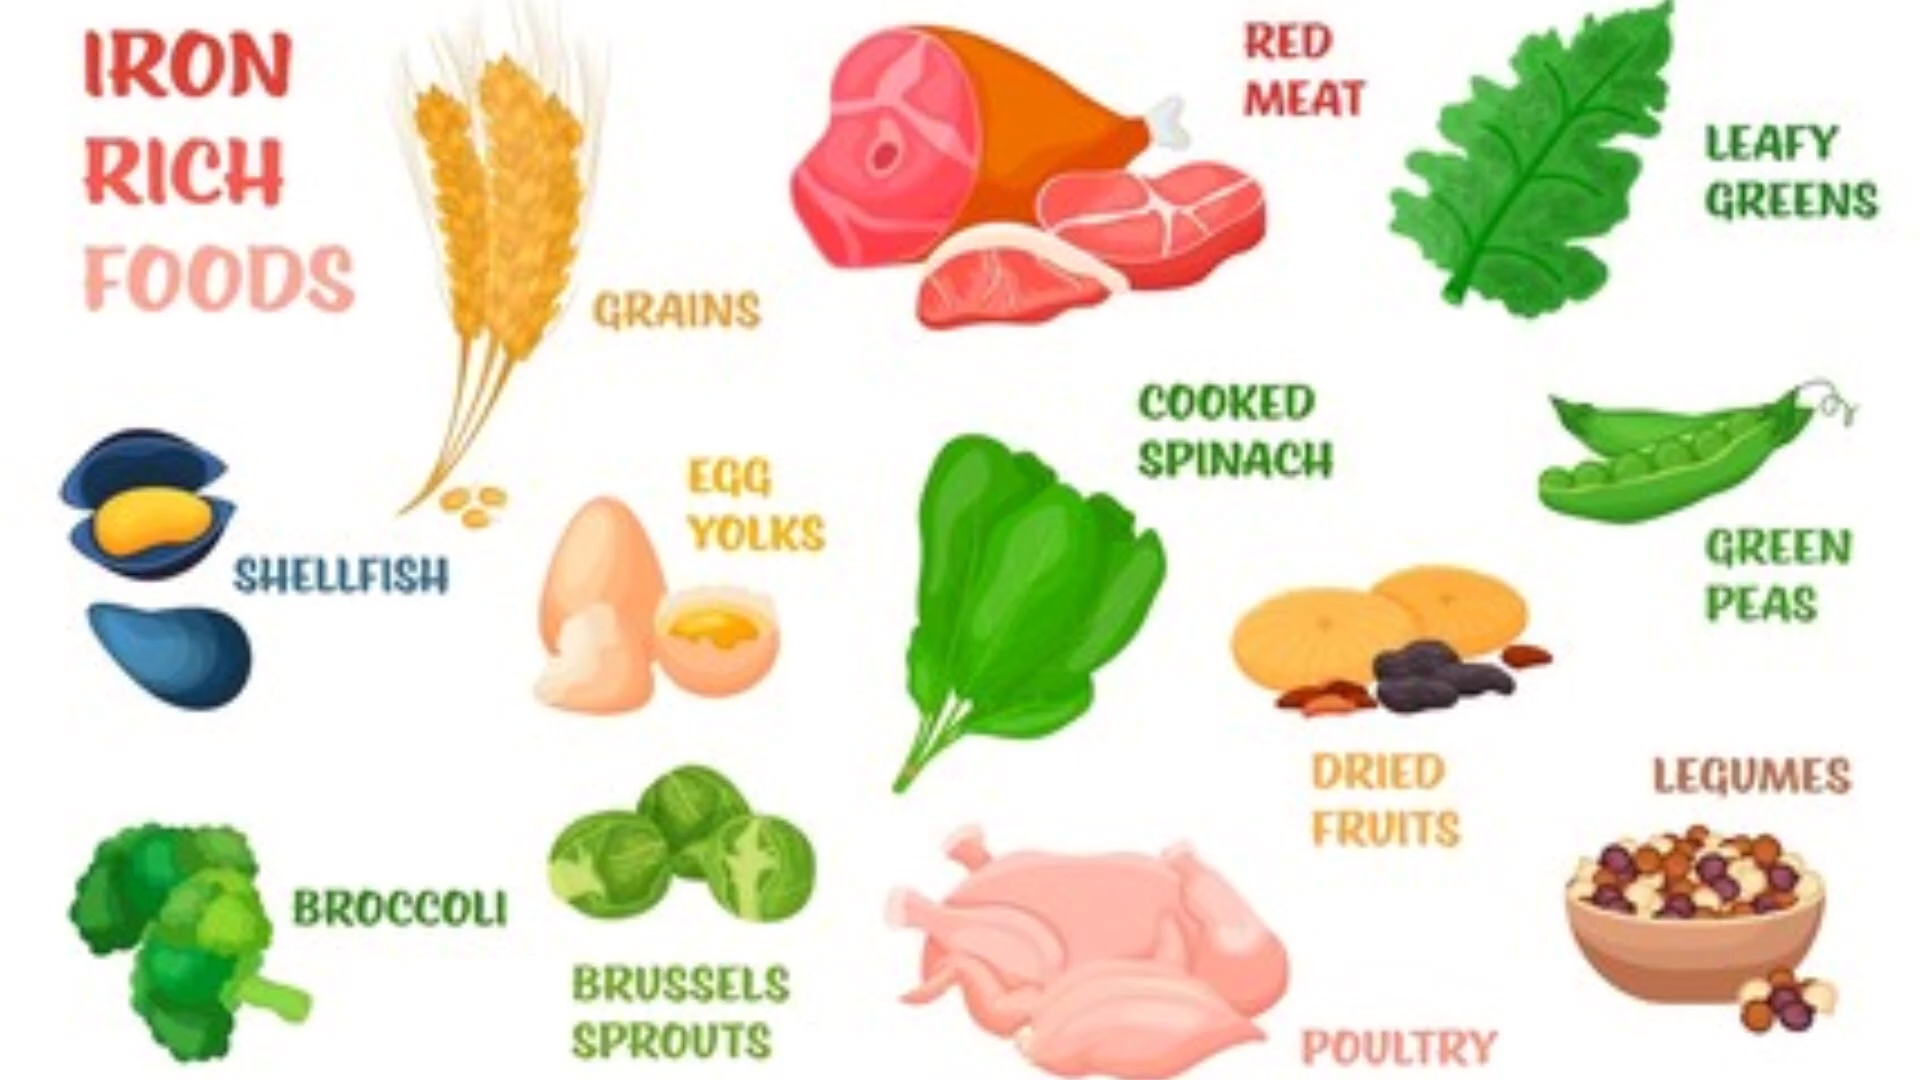 IRON
RICH
FOODS
GRAINS
RED
MEAT
LEAFY
GREENS
SHELLFISH
EGG
YOLKS
COOKED
SPINACH
GREEN
PEAS
DRIED
FRUITS
LEGUMES
BROCCOLI
BRUSSELS
SPROUTS
POULTRY